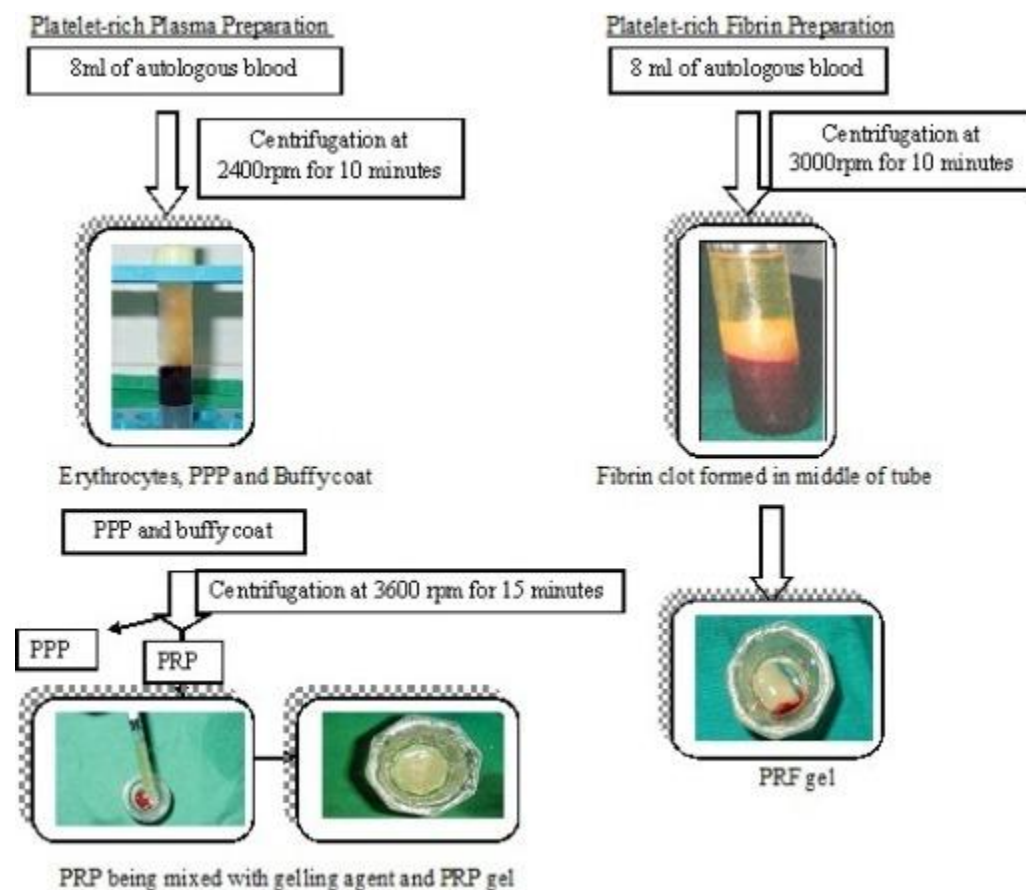 Platelet-rich Plasma Preparation
8ml of autologous blood
Centrifugation at
2400rpm for 10 minutes
Erythrocytes, PPP and Buffy coat
PPP and buffy coat
Centrifugation at 3600 rpm for 15 minutes
PPP
PRP
PRP being mixed with gelling agent and PRP gel
Platelet-rich Fibrin Preparation
8 ml of autologous blood
Centrifugation at
3000rpm for 10 minutes
Fibrin clot formed in middle of tube
PRF gel